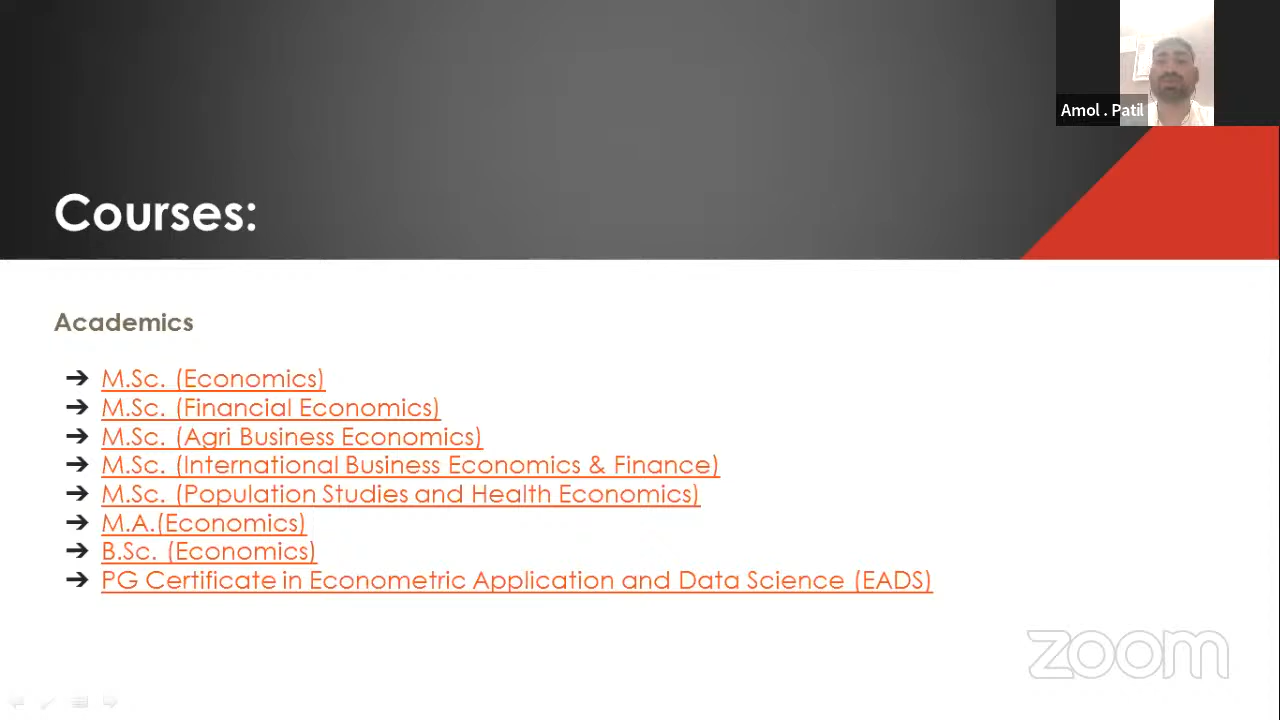 Amol . Patil
Courses:
Academics
➔ M.Sc. (Economics)
➔ M.Sc. (Financial Economics)
➔ M.Sc. (Agri Business Economics)
➔ M.Sc. (International Business Economics & Finance)
➔ M.Sc. (Population Studies and Health Economics)
➔ M.A.(Economics)
➔ B.Sc. (Economics)
➔ PG Certificate in Econometric Application and Data Science (EADS)
zoom